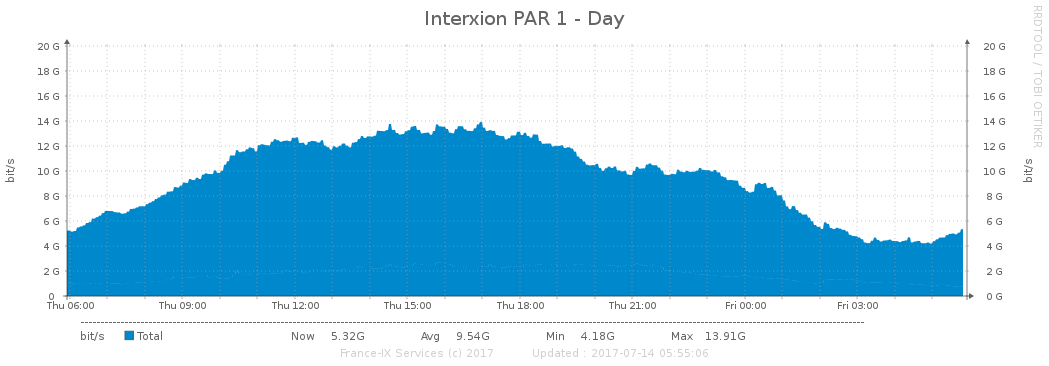 Interxion PAR 1 - Day
RRDTOOL / TOBI OETIKER
bit/s
20 G 20 G
18 G 18 G
16 G 16 G
14 G 14 G
12 G 12 G
10 G 10 G
8 G 8 G
6 G 6 G
4 G 4 G
2 G 2 G
0 0 G
bit/s
Thu 06:00 Thu 09:00 Thu 12:00 Thu 15:00 Thu 18:00 Thu 21:00 Fri 00:00 Fri 03:00
bit/s Total Now 5.32G Avg 9.54G Min 4.18G Max 13.91G
France-IX Services (c) 2017 Updated : 2017-07-14 05:55:06